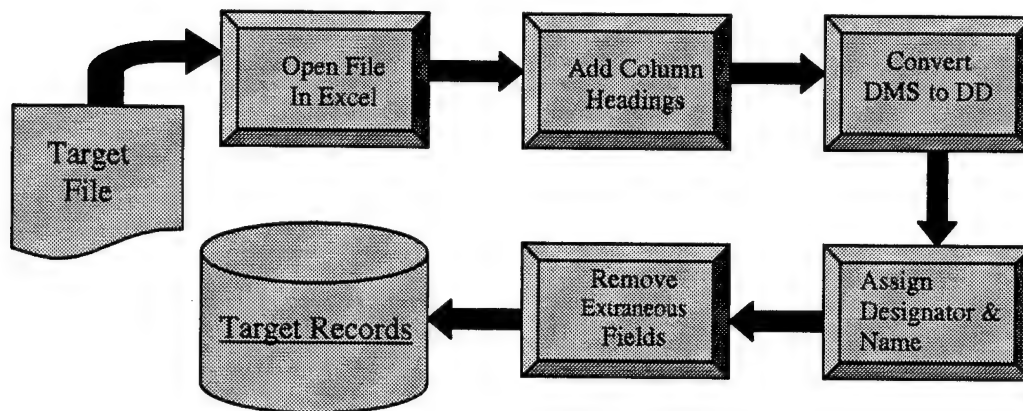 Target
File
Open File
In Excel
Add Column
Headings
Convert
DMS to DD
Assign
Designator &
Name
Remove
Extraneous
Fields
Target Records